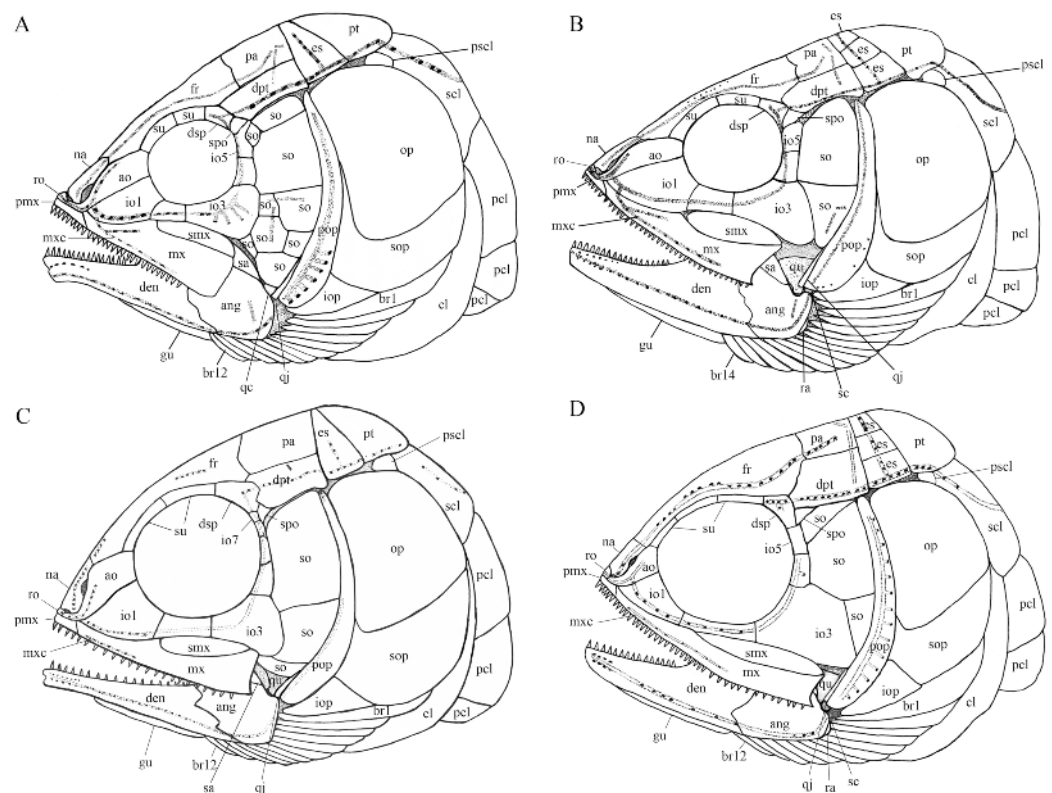 A
pt
es
pa
pscl
dpt
fr
scl
su
su
so
dsp
spo
so
io5
op
na
ao
ro
io1
io3
so
so
pcl
pmx
smx
so
so
pop
mxc
mx
so
so
sop
sa
den
iop
pcl
ang
br1
cl
pcl
gu
br12
qc
qj
B
es
pa
es
pt
pscl
fr
es
dpt
su
scl
dsp
spo
io5
so
op
ro
ao
pmx
io1
io3
so
pcl
smx
mxc
mx
pop
sop
pcl
sa
qu
den
iop
br1
pcl
ang
cl
pcl
gu
br14
ra
sc
qj
C
es
pt
pa
pscl
fr
dpt
dsp
scl
su
spo
io7
so
op
na
ao
pcl
ro
io1
io3
pmx
so
smx
mxc
mx
so
pop
sop
pcl
qu
den
ang
iop
br1
cl
pcl
gu
br12
sa
qj
D
es
pa
es
pt
fr
es
pscl
dpt
dsp
so
scl
su
spo
io5
so
op
na
ro
ao
pmx
io1
pcl
io3
so
mxc
smx
sop
pcl
mx
pop
qu
den
iop
br1
ang
cl
gu
br12
qj
ra
sc